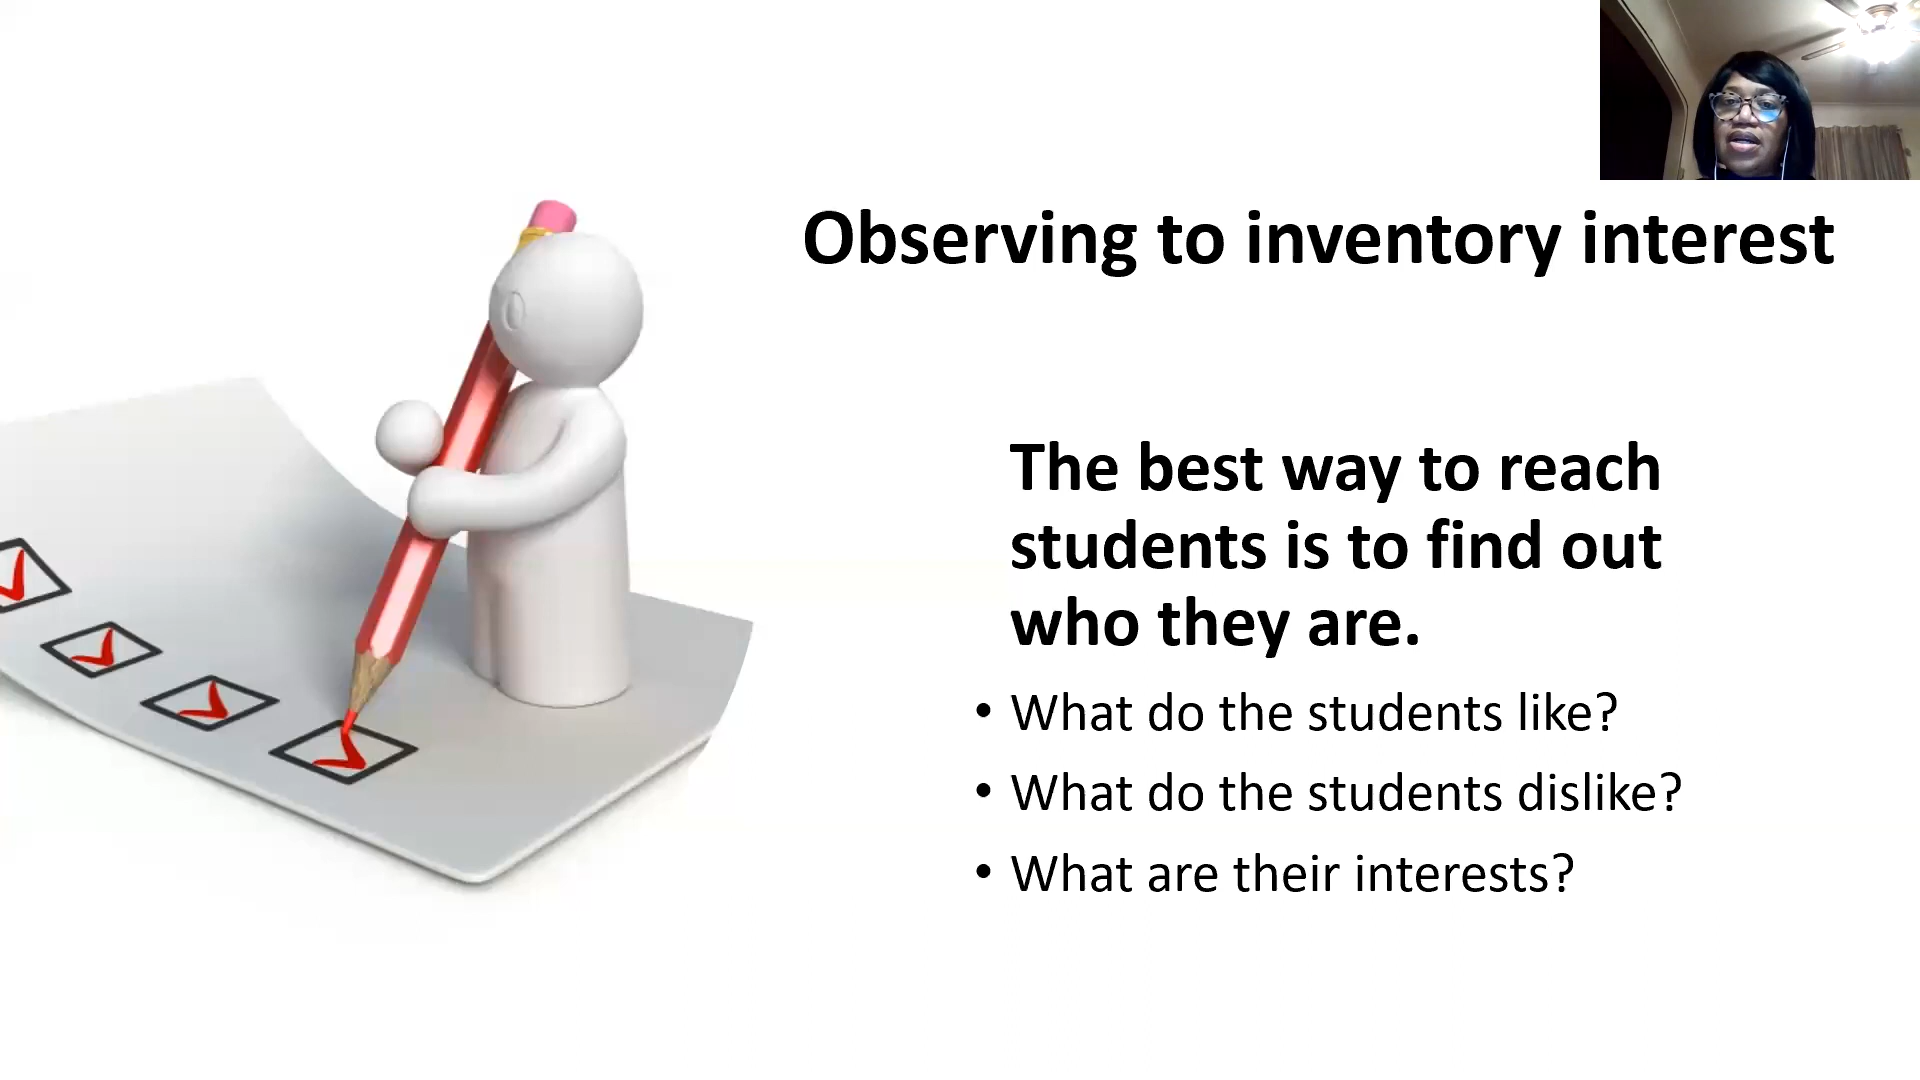 Observing to inventory interest
The best way to reach
students is to find out
who they are.
• What do the students like?
• What do the students dislike?
• What are their interests?